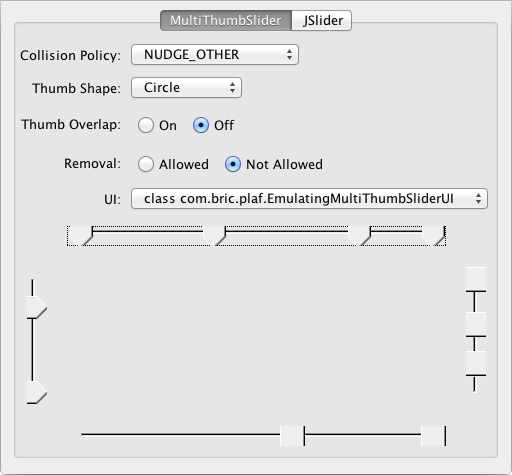 MultiThumbSlider JSlider
Collision Policy: NUDGE_OTHER
Thumb Shape: Circle
Thumb Overlap: On Off
Removal: Allowed Not Allowed
UI: class com.bric.plaf.EmulatingMultiThumbSliderUI